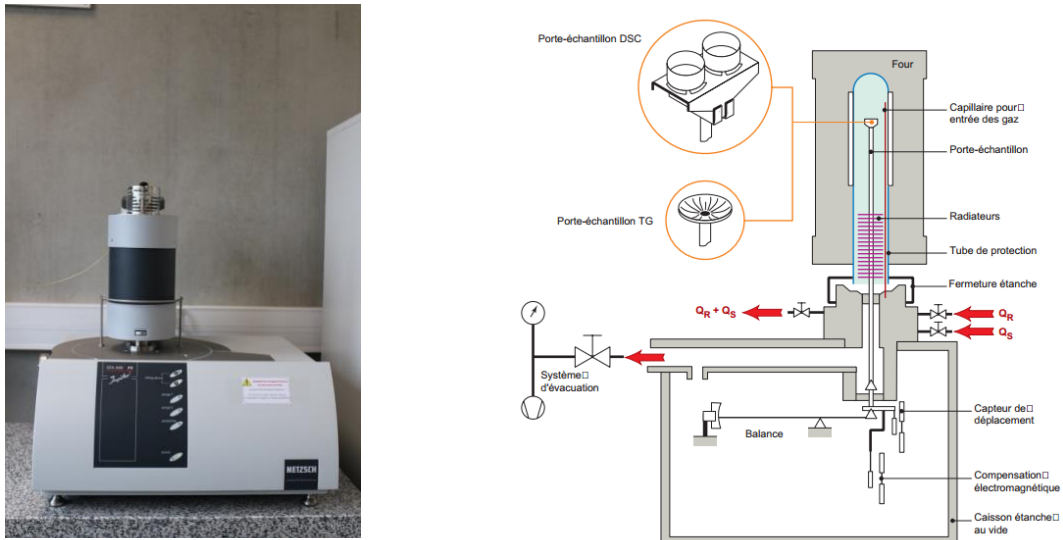 NETZSCH
Porte-échantillon DSC
Porte-échantillon TG
Four
Capillaire pour□
entrée des gaz
Porte-échantillon
Radiateurs
Tube de protection
Fermeture étanche
QR + QS
QR
QS
Système□
d'évacuation
Balance
Capteur de□
déplacement
Compensation□
électromagnétique
Caisson étanche□
au vide